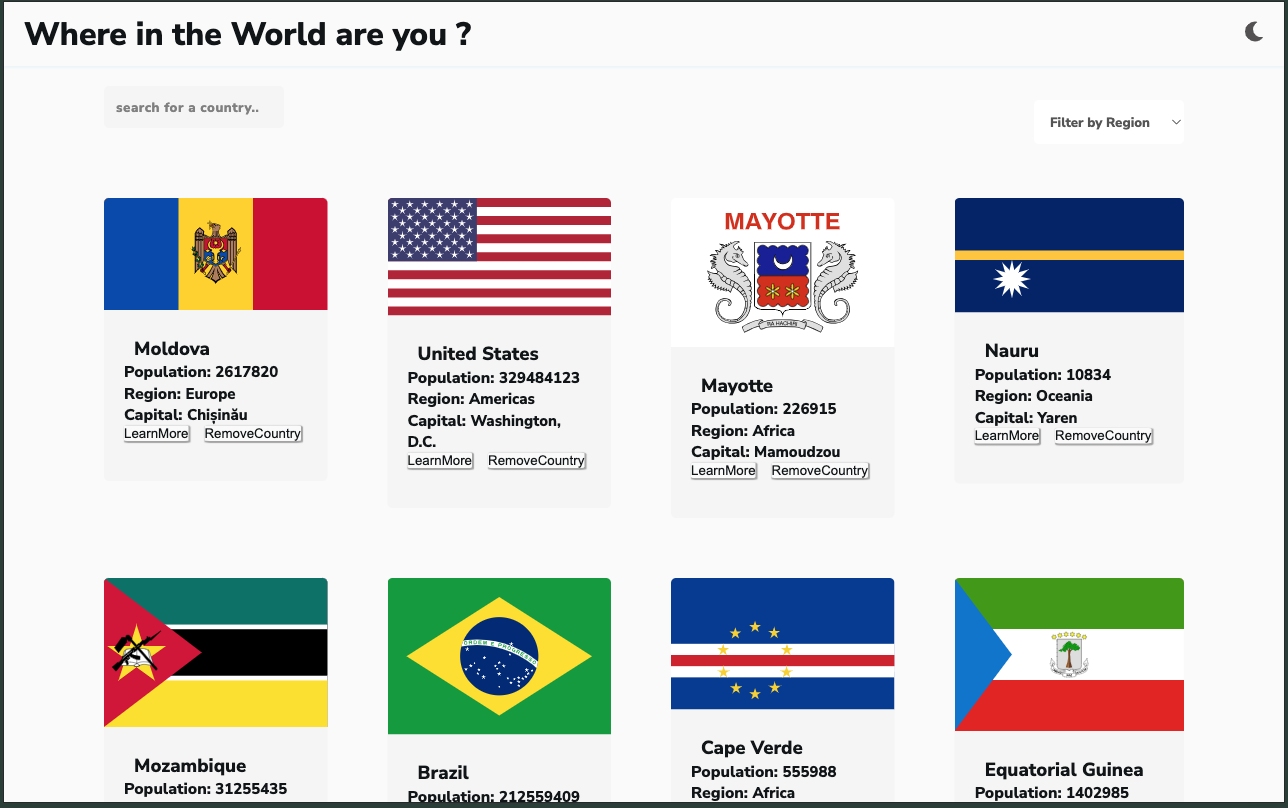 Where in the World are you ?
search for a country..
Filter by Region
Moldova
Population: 2617820
Region: Europe
Capital: Chișinău
LearnMore RemoveCountry
United States
Population: 329484123
Region: Americas
Capital: Washington,
D.C.
LearnMore RemoveCountry
MAYOTTE
RA HACHIRI
Mayotte
Population: 226915
Region: Africa
Capital: Mamoudzou
LearnMore RemoveCountry
Nauru
Population: 10834
Region: Oceania
Capital: Yaren
LearnMore RemoveCountry
Mozambique
Population: 31255435
ORDEM E PROGRESSO
Brazil
Population: 212559409
Cape Verde
Population: 555988
Region: Africa
Equatorial Guinea
Population: 1402985